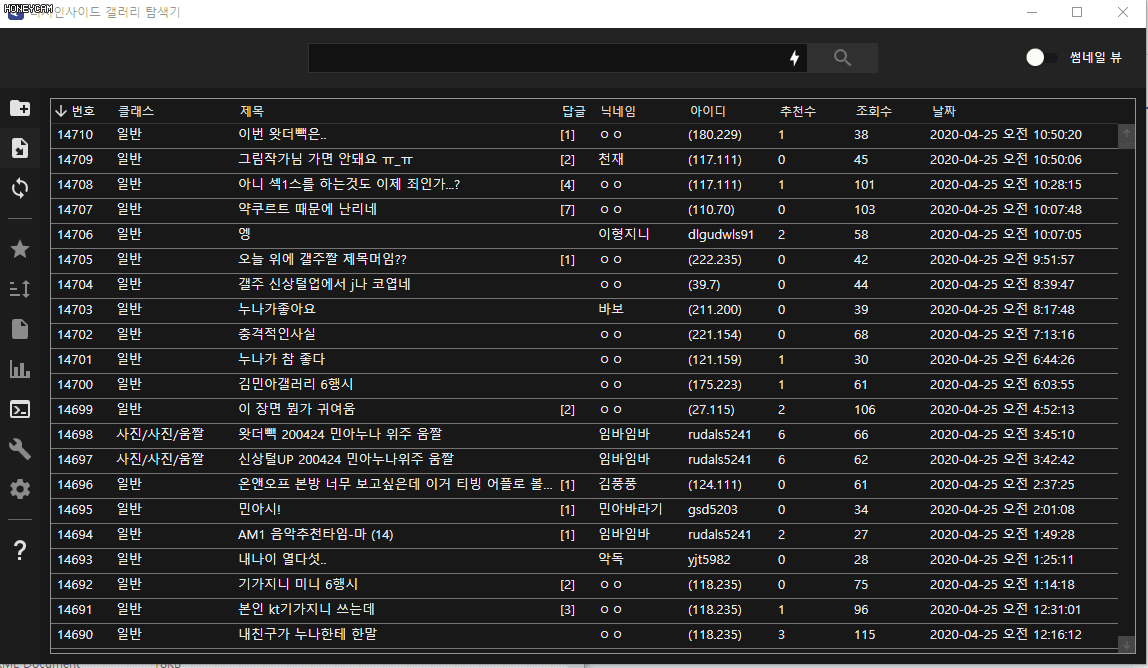 HONEYCAM
인사이드 갤러리 탐색기
썸네일 뷰
번호 클래스 제목 답글 닉네임 아이디 추천수 조회수 날짜
14710 일반 이번 왓더빽은.. [1] ㅇㅇ (180.229) 1 38 2020-04-25 오전 10:50:20
14709 일반 그림작가님 가면 안돼요 ㅠ_ㅠ [2] 천재 (117.111) 0 45 2020-04-25 오전 10:50:06
14708 일반 아니 섹1스를 하는것도 이제 죄인가...? [4] ㅇㅇ (117.111) 1 101 2020-04-25 오전 10:28:15
14707 일반 약쿠르트 때문에 난리네 [7] ㅇㅇ (110.70) 0 103 2020-04-25 오전 10:07:48
14706 일반 엥 이형지니 dlgudwls91 2 58 2020-04-25 오전 10:07:05
14705 일반 오늘 위에 갤주짤 제목머임?? [1] ㅇㅇ (222.235) 0 42 2020-04-25 오전 9:51:57
14704 일반 갤주 신상털업에서 j나 코엽네 ㅇㅇ (39.7) 0 44 2020-04-25 오전 8:39:47
14703 일반 누나가좋아요 바보 (211.200) 0 39 2020-04-25 오전 8:17:48
14702 일반 충격적인사실 ㅇㅇ (221.154) 0 68 2020-04-25 오전 7:13:16
14701 일반 누나가 참 좋다 ㅇㅇ (121.159) 1 30 2020-04-25 오전 6:44:26
14700 일반 김민아갤러리 6행시 ㅇㅇ (175.223) 1 61 2020-04-25 오전 6:03:55
14699 일반 이 장면 뭔가 귀여움 [2] ㅇㅇ (27.115) 2 106 2020-04-25 오전 4:52:13
14698 사진/사진/움짤 왓더빽 200424 민아누나 위주 움짤 임바임바 rudals5241 6 66 2020-04-25 오전 3:45:10
14697 사진/사진/움짤 신상털UP 200424 민아누나위주 움짤 임바임바 rudals5241 6 62 2020-04-25 오전 3:42:42
14696 일반 온앤오프 본방 너무 보고싶은데 이거 티빙 어플로 볼... [1] 김풍풍 (124.111) 0 61 2020-04-25 오전 2:37:25
14695 일반 민아시! [1] 민아바라기 gsd5203 0 34 2020-04-25 오전 2:01:08
14694 일반 AM1 음악추천타임-마 (14) [1] 임바임바 rudals5241 2 27 2020-04-25 오전 1:49:28
14693 일반 내나이 열다섯.. 악독 yjt5982 0 28 2020-04-25 오전 1:25:11
14692 일반 기가지니 미니 6행시 [2] ㅇㅇ (118.235) 0 75 2020-04-25 오전 1:14:18
14691 일반 본인 kt기가지니 쓰는데 [3] ㅇㅇ (118.235) 1 96 2020-04-25 오전 12:31:01
14690 일반 내친구가 누나한테 한말 ㅇㅇ (118.235) 3 115 2020-04-25 오전 12:16:12